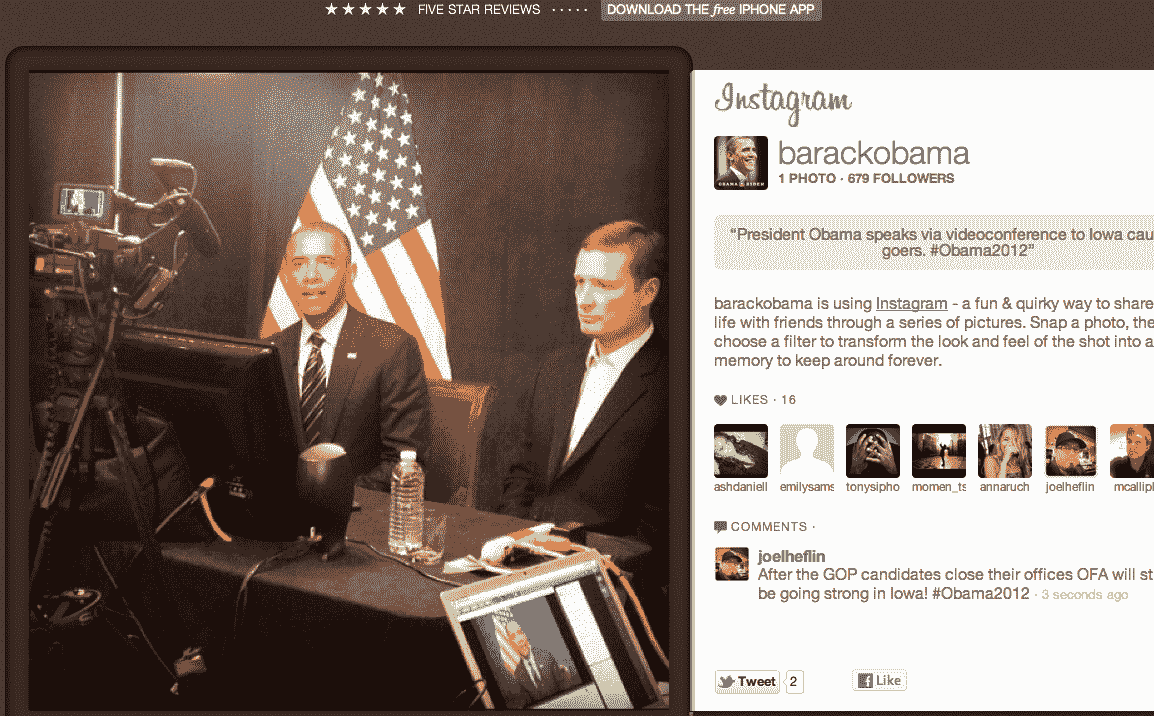 ★★★★★ FIVE STAR REVIEWS · · · · · DOWNLOAD THE free IPHONE APP
Instagram
barackobama
1 PHOTO · 679 FOLLOWERS
OBAMA BIDEN
“President Obama speaks via videoconference to Iowa cau
goers. #Obama2012”
barackobama is using Instagram - a fun & quirky way to share
life with friends through a series of pictures. Snap a photo, the
choose a filter to transform the look and feel of the shot into a
memory to keep around forever.
LIKES · 16
ashdaniell emilysams tonysipho momen_ts annaruch joelheflin mcallipl
COMMENTS ·
joelheflin
After the GOP candidates close their offices OFA will st
be going strong in Iowa! #Obama2012 · 3 seconds ago
Tweet 2 Like